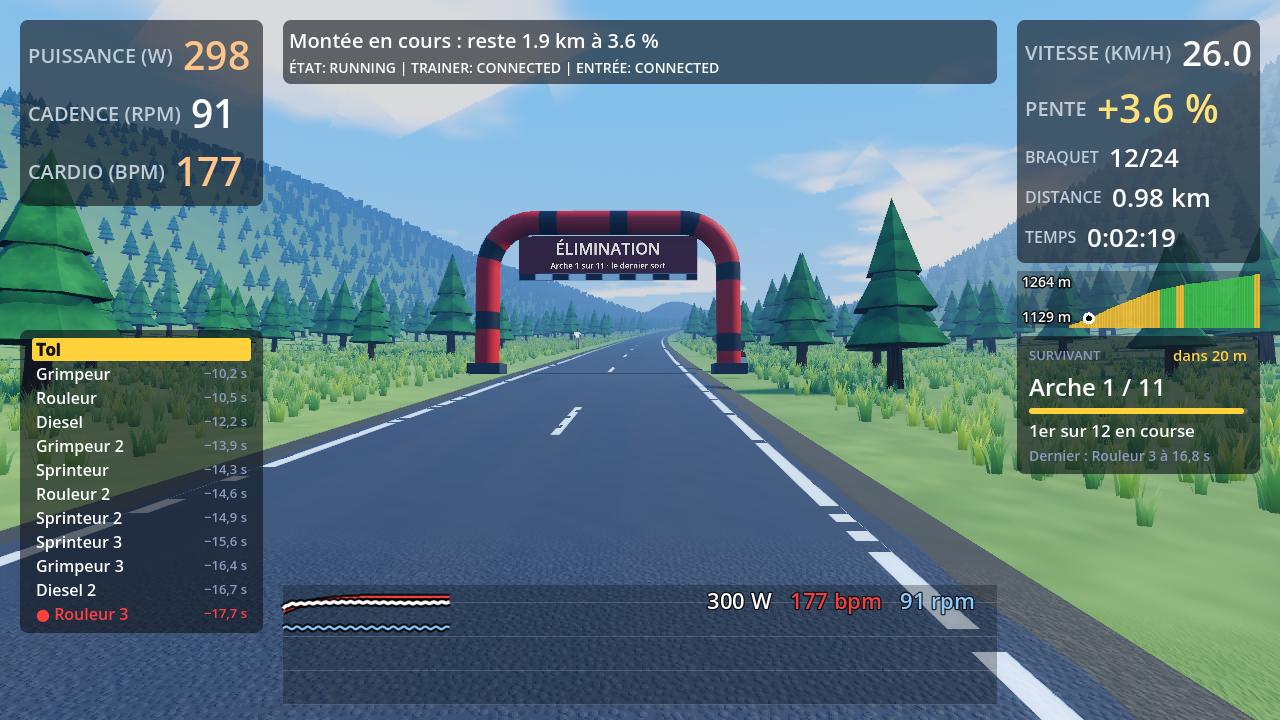 PUISSANCE (W) 298
CADENCE (RPM) 91
CARDIO (BPM) 177
Montée en cours : reste 1.9 km à 3.6 %
ÉTAT: RUNNING | TRAINER: CONNECTED | ENTRÉE: CONNECTED
VITESSE (KM/H) 26.0
PENTE +3.6 %
BRAQUET 12/24
DISTANCE 0.98 km
TEMPS 0:02:19
1264 m
1129 m
SURVIVANT dans 20 m
Arche 1 / 11
1er sur 12 en course
Dernier : Rouleur 3 à 16,8 s
ÉLIMINATION
Arche 1 sur 11 · le dernier sort
Toi
Grimpeur −10,2 s
Rouleur −10,5 s
Diesel −12,2 s
Grimpeur 2 −13,9 s
Sprinteur −14,3 s
Rouleur 2 −14,6 s
Sprinteur 2 −14,9 s
Sprinteur 3 −15,6 s
Grimpeur 3 −16,4 s
Diesel 2 −16,7 s
Rouleur 3 −17,7 s
300 W 177 bpm 91 rpm